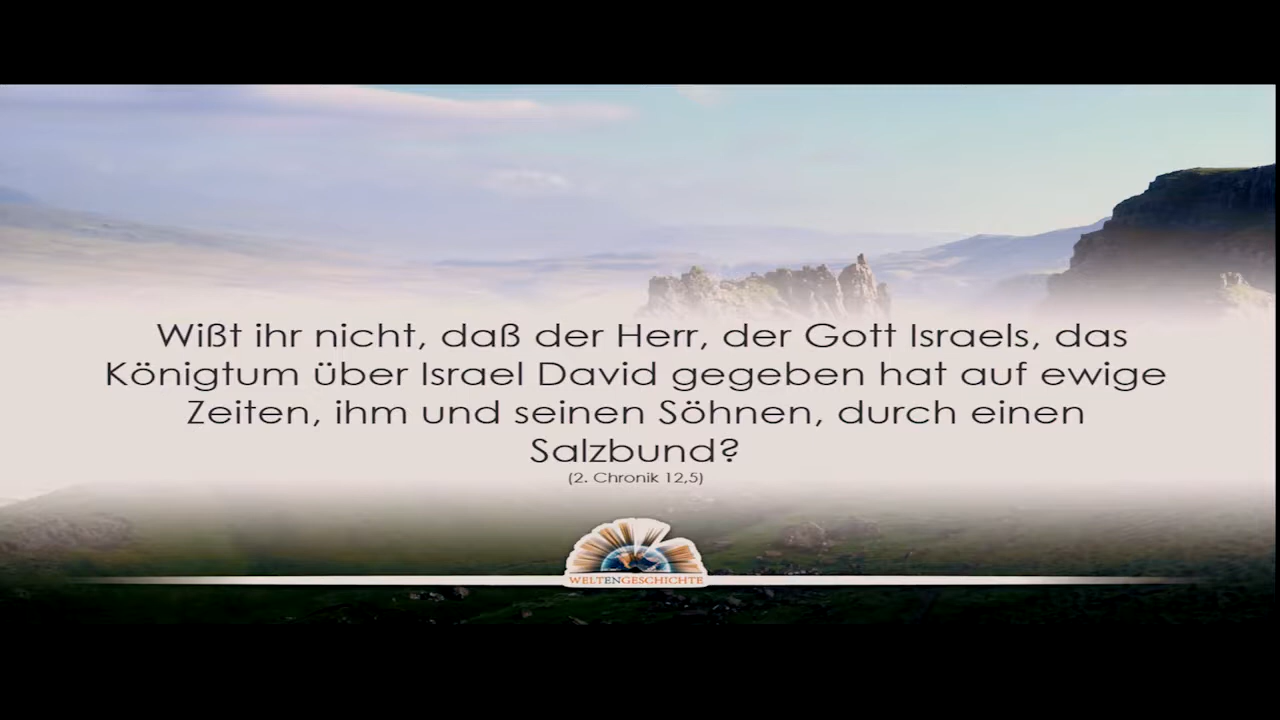 Wißt ihr nicht, daß der Herr, der Gott Israels, das
Königtum über Israel David gegeben hat auf ewige
Zeiten, ihm und seinen Söhnen, durch einen
Salzbund?
(2. Chronik 12,5)
WELTENGESCHICHTE